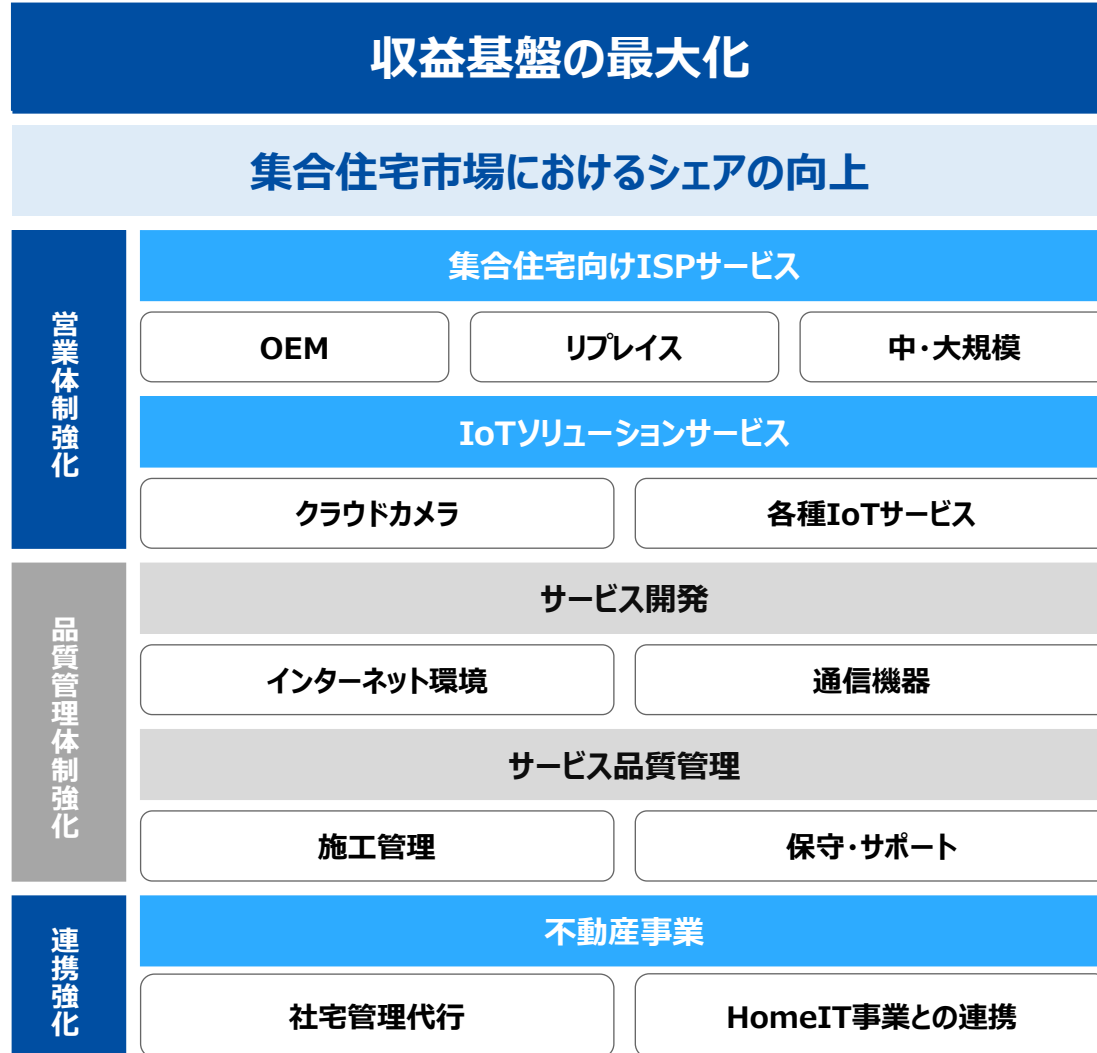 収益基盤の最大化
集合住宅市場におけるシェアの向上
営業体制強化
集合住宅向けISPサービス
OEM
リプレイス
中・大規模
IoTソリューションサービス
クラウドカメラ
各種IoTサービス
品質管理体制強化
サービス開発
インターネット環境
通信機器
サービス品質管理
施工管理
保守・サポート
連携強化
不動産事業
社宅管理代行
HomeIT事業との連携